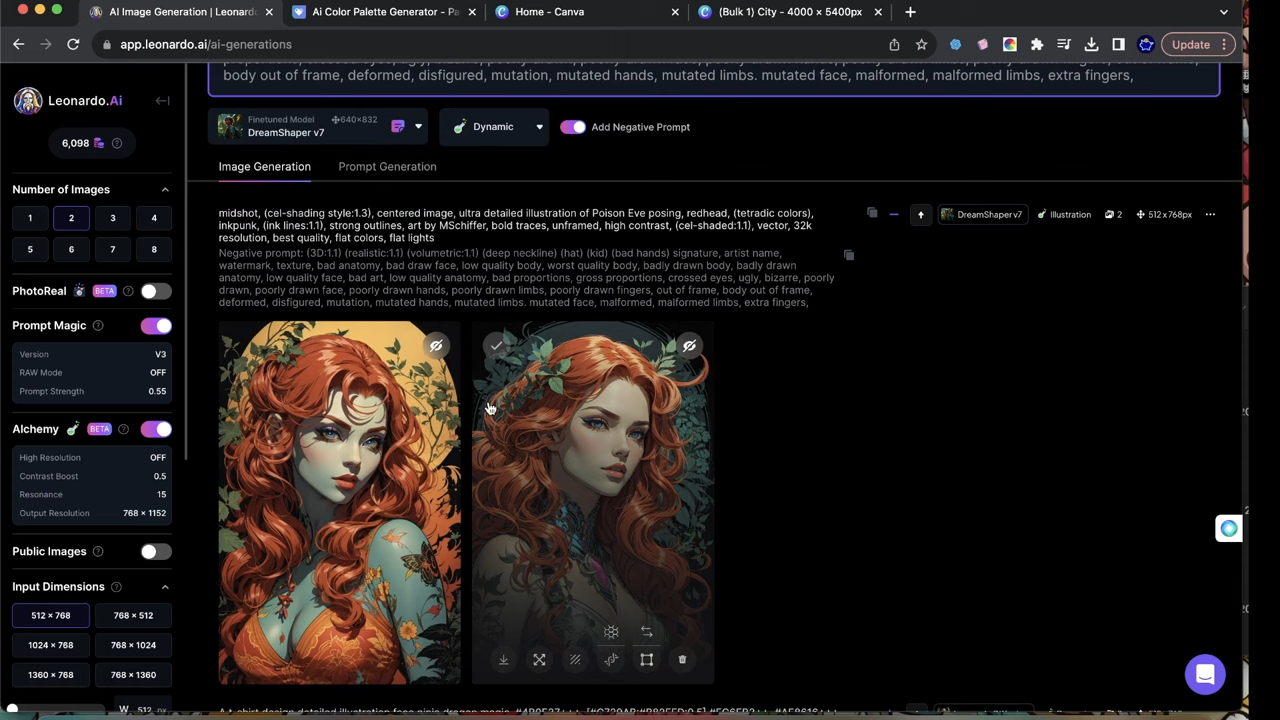 AI Image Generation | Leonardo
Ai Color Palette Generator - Pa
Home - Canva
(Bulk 1) City - 4000 × 5400px
app.leonardo.ai/ai-generations
Update
body out of frame, deformed, disfigured, mutation, mutated hands, mutated limbs. mutated face, malformed, malformed limbs, extra fingers,
Leonardo.Ai
6,098
Finetuned Model
640×832
DreamShaper v7
Dynamic
Add Negative Prompt
Image Generation
Prompt Generation
Number of Images
1
2
3
4
5
6
7
8
PhotoReal
BETA
Prompt Magic
Version
V3
RAW Mode
OFF
Prompt Strength
0.55
Alchemy
BETA
High Resolution
OFF
Contrast Boost
0.5
Resonance
15
Output Resolution
768 × 1152
Public Images
Input Dimensions
512 × 768
768 × 512
1024 × 768
768 × 1024
1360 × 768
768 × 1360
W 512 px
midshot, (cel-shading style:1.3), centered image, ultra detailed illustration of Poison Eve posing, redhead, (tetradic colors),
inkpunk, (ink lines:1.1), strong outlines, art by MSchiffer, bold traces, unframed, high contrast, (cel-shaded:1.1), vector, 32k
resolution, best quality, flat colors, flat lights
DreamShaper v7
Illustration
2
512x768px
Negative prompt: (3D:1.1) (realistic:1.1) (volumetric:1.1) (deep neckline) (hat) (kid) (bad hands) signature, artist name,
watermark, texture, bad anatomy, bad draw face, low quality body, worst quality body, badly drawn body, badly drawn
anatomy, low quality face, bad art, low quality anatomy, bad proportions, gross proportions, crossed eyes, ugly, bizarre, poorly
drawn, poorly drawn face, poorly drawn hands, poorly drawn limbs, poorly drawn fingers, out of frame, body out of frame,
deformed, disfigured, mutation, mutated hands, mutated limbs. mutated face, malformed, malformed limbs, extra fingers,